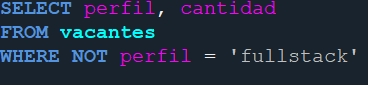 SELECT perfil, cantidad
FROM vacantes
WHERE NOT perfil = 'fullstack'